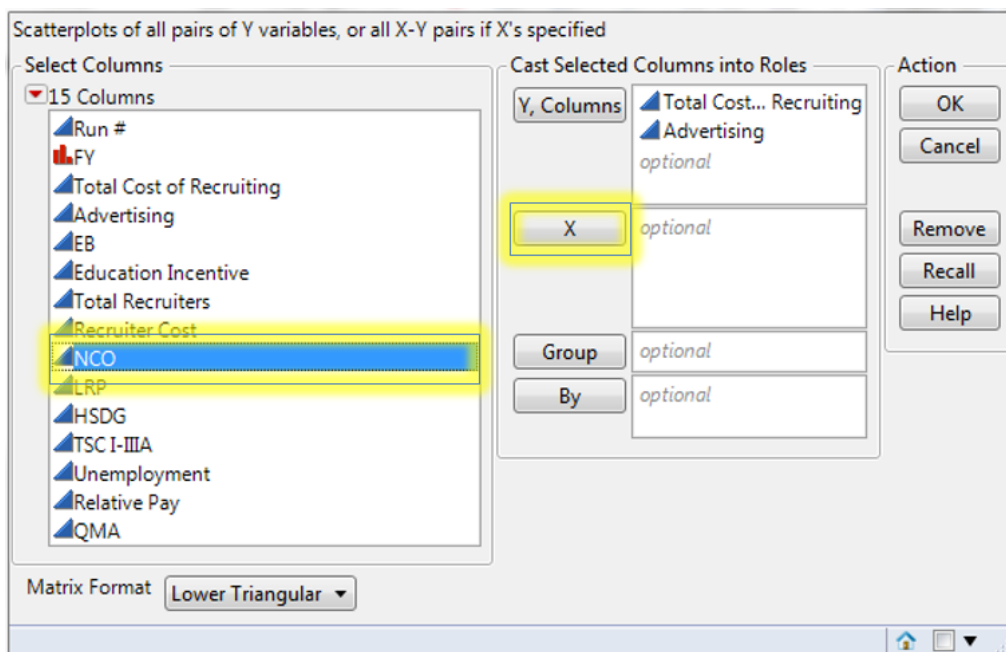 Scatterplots of all pairs of Y variables, or all X-Y pairs if X's specified
Select Columns
15 Columns
Run #
FY
Total Cost of Recruiting
Advertising
EB
Education Incentive
Total Recruiters
Recruiter Cost
NCO
LRP
HSDG
TSC I-IIIA
Unemployment
Relative Pay
QMA
Matrix Format Lower Triangular
Cast Selected Columns into Roles
Y, Columns
Total Cost... Recruiting
Advertising
optional
X
optional
Group
optional
By
optional
Action
OK
Cancel
Remove
Recall
Help